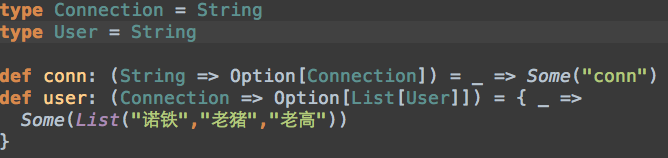 type Connection = String
type User = String
def conn: (String => Option[Connection]) = _ => Some("conn")
def user: (Connection => Option[List[User]]) = { _ =>
  Some(List("诺铁","老猪","老高"))
}